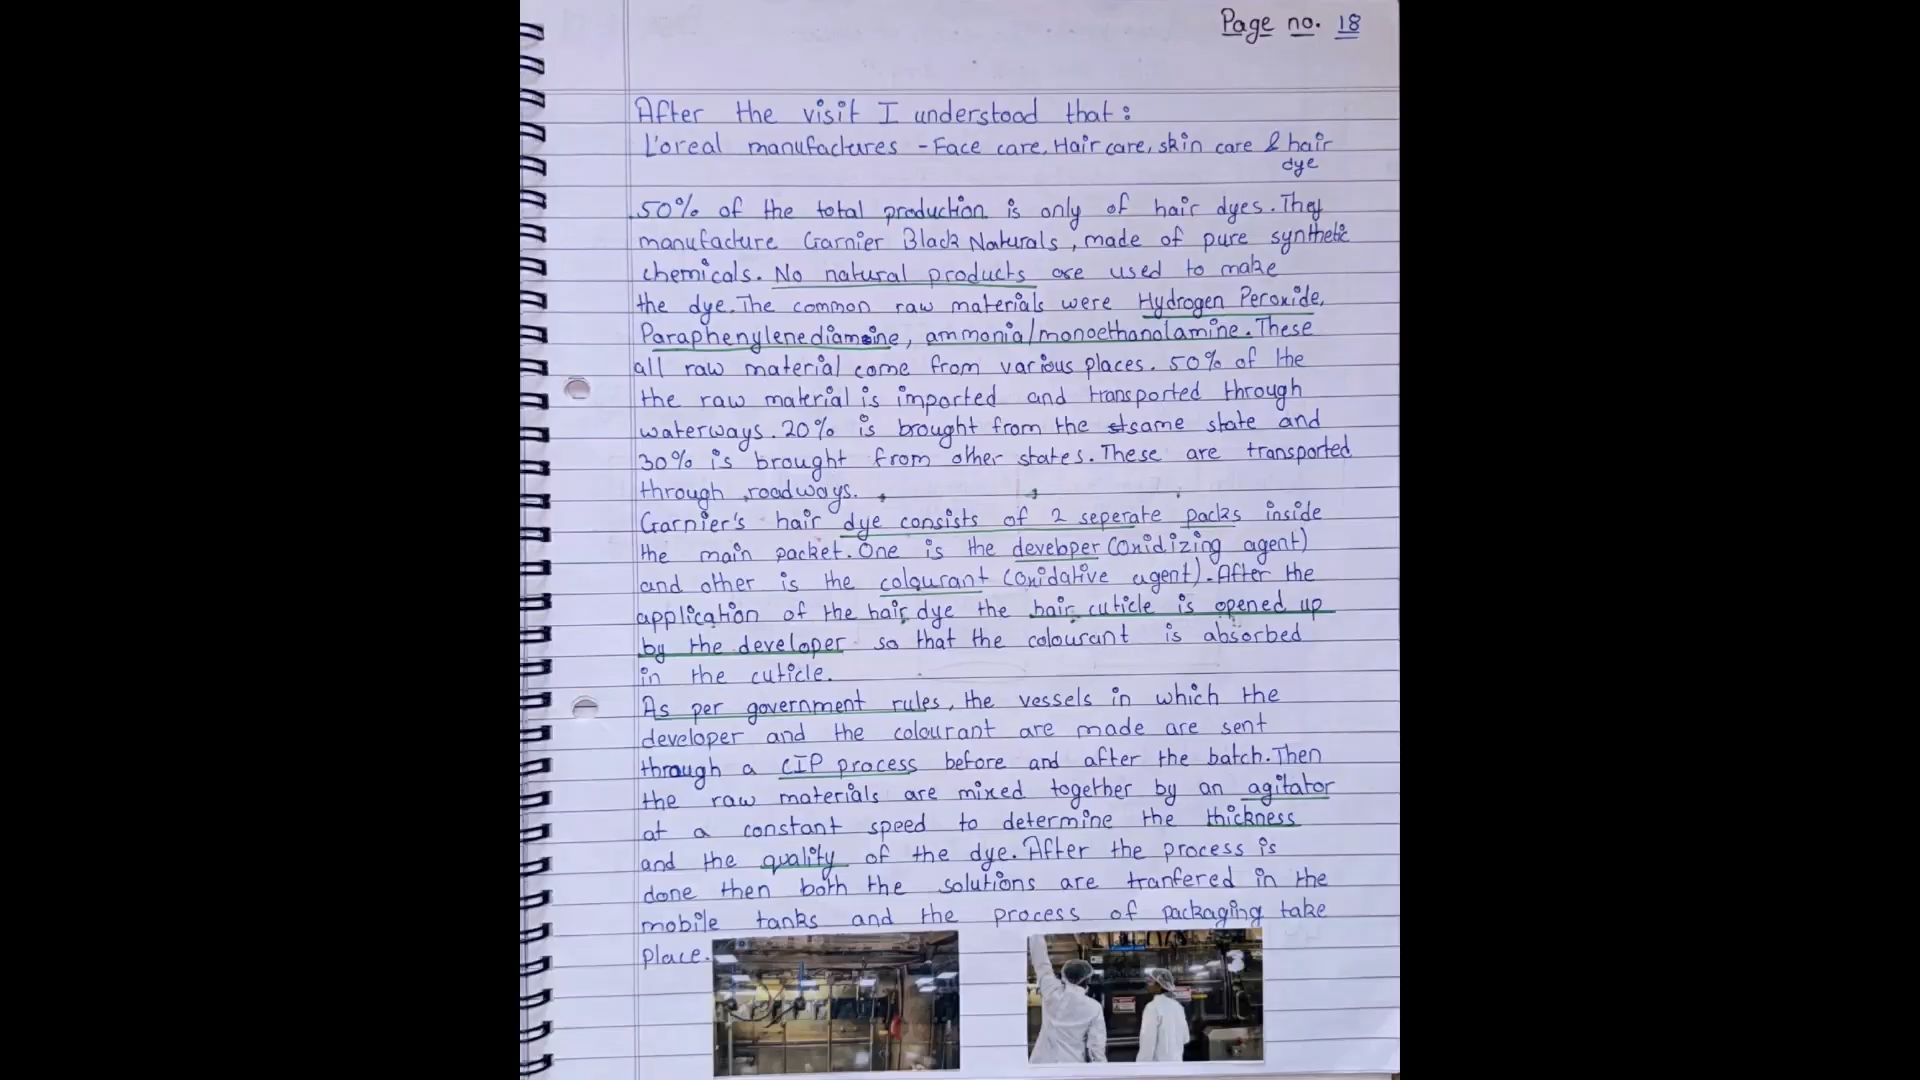 Page no. 18
After the visit I understood that:
L'oreal manufactures - Face care, Hair care, skin care & hair
dye
50% of the total production is only of hair dyes. They
manufacture Garnier Black Naturals, made of pure synthetic
chemicals. No natural products are used to make
the dye. The common raw materials were Hydrogen Peroxide,
Paraphenylenediamine, ammonia/monoethanolamine. These
all raw material come from various places. 50% of the
the raw material is imported and transported through
waterways. 20% is brought from the same state and
30% is brought from other states. These are transported
through roadways.
Garnier's hair dye consists of 2 seperate packs inside
the main packet. One is the developer (oxidizing agent)
and other is the colourant (oxidative agent). After the
application of the hair dye the hair cuticle is opened up
by the developer so that the colourant is absorbed
in the cuticle.
As per government rules, the vessels in which the
developer and the colourant are made are sent
through a CIP process before and after the batch. Then
the raw materials are mixed together by an agitator
at a constant speed to determine the thickness
and the quality of the dye. After the process is
done then both the solutions are tranfered in the
mobile tanks and the process of packaging take
place.